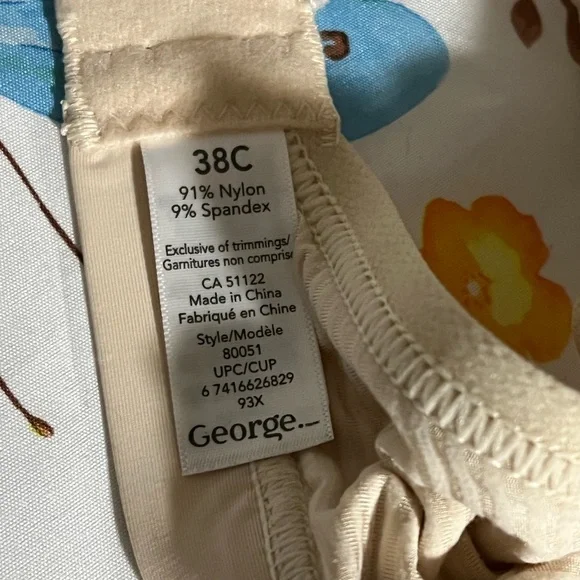 38C
91% Nylon
9% Spandex
Exclusive of trimmings/
Garnitures non comprise
CA 51122
Made in China
Fabriqué en Chine
Style/Modèle
80051
UPC/CUP
6 7416626829
93X
George.